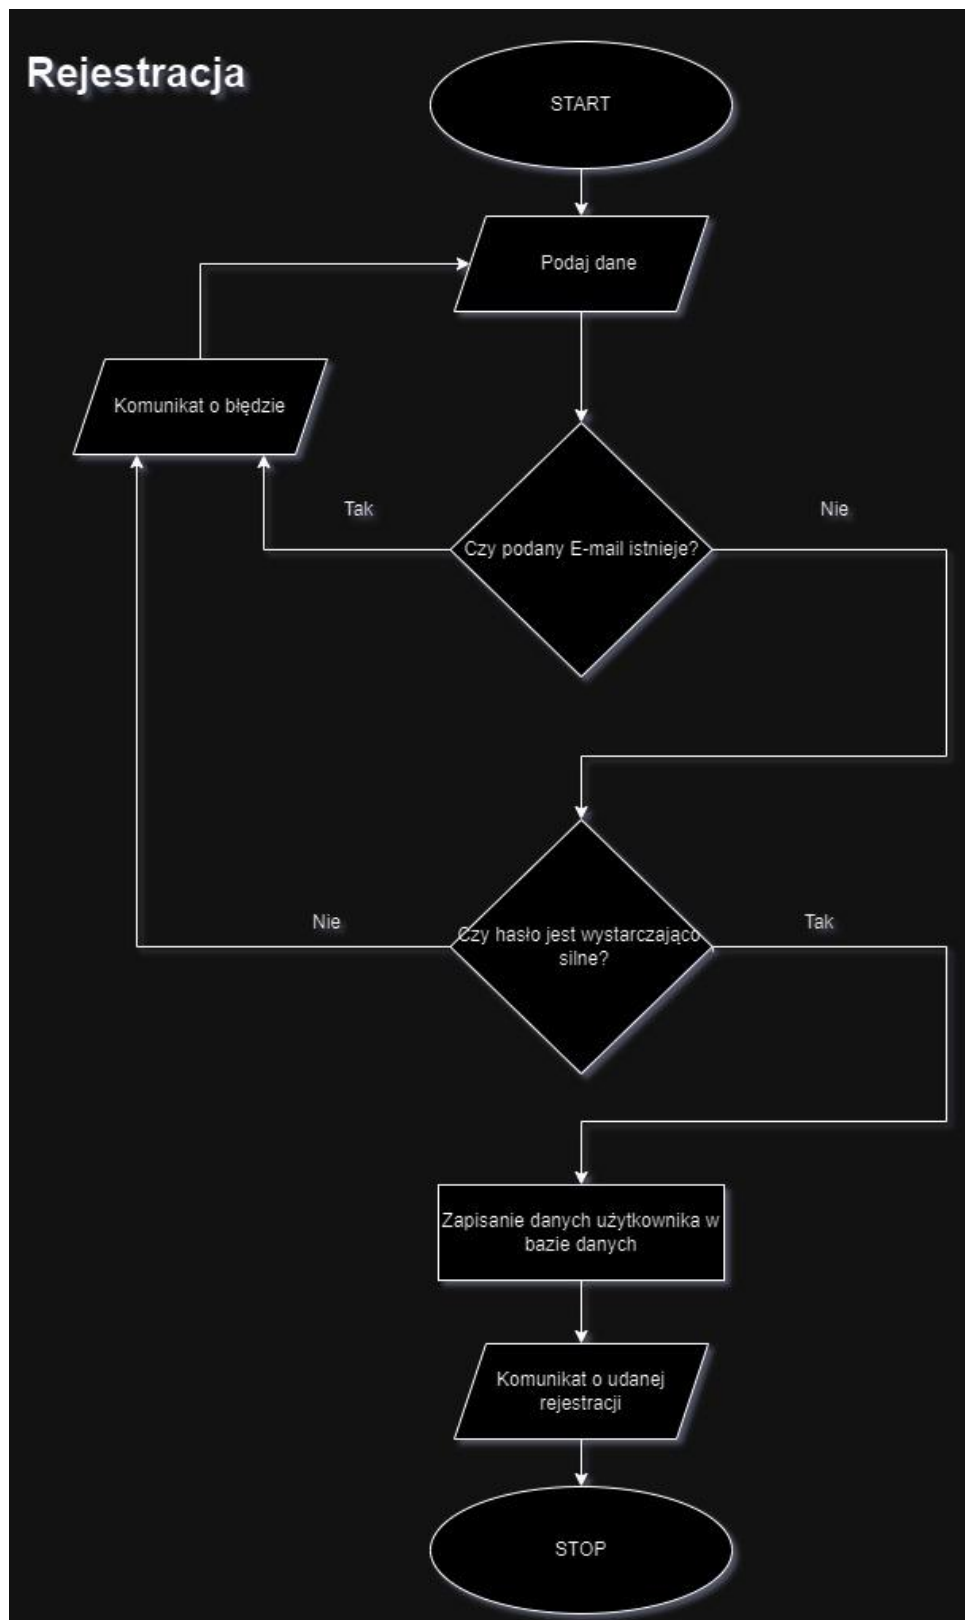 Rejestracja
START
Podaj dane
Komunikat o błędzie
Tak
Nie
Czy podany E-mail istnieje?
Nie
Tak
Czy hasło jest wystarczająco
silne?
Zapisanie danych użytkownika w
bazie danych
Komunikat o udanej
rejestracji
STOP